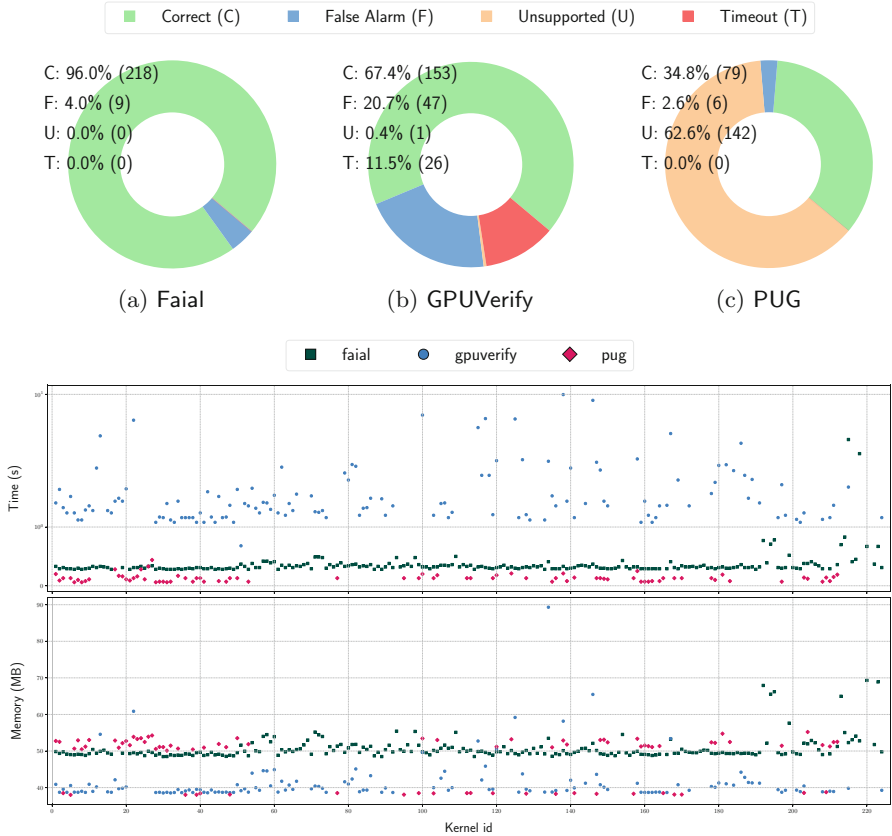 Correct (C) False Alarm (F) Unsupported (U) Timeout (T)
C: 96.0% (218)
F: 4.0% (9)
U: 0.0% (0)
T: 0.0% (0)
(a) Faial
C: 67.4% (153)
F: 20.7% (47)
U: 0.4% (1)
T: 11.5% (26)
(b) GPUVerify
C: 34.8% (79)
F: 2.6% (6)
U: 62.6% (142)
T: 0.0% (0)
(c) PUG
faial gpuverify pug
Time (s)
0
Memory (MB)
90
80
70
60
50
40
0 20 40 60 80 100 120 140 160 180 200 220
Kernel id